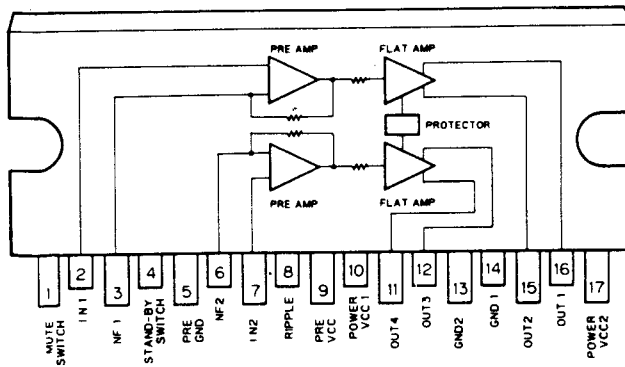 PRE AMP
FLAT AMP
PROTECTOR
PRE AMP
FLAT AMP
1
2
3
4
5
6
7
8
9
10
11
12
13
14
15
16
17
MUTE
SWITCH
IN 1
NF 1
STAND-BY
SWITCH
PRE
GND
NF2
IN2
RIPPLE
PRE
VCC
POWER
VCC 1
OUT4
OUT3
GND2
GND 1
OUT2
OUT 1
POWER
VCC2